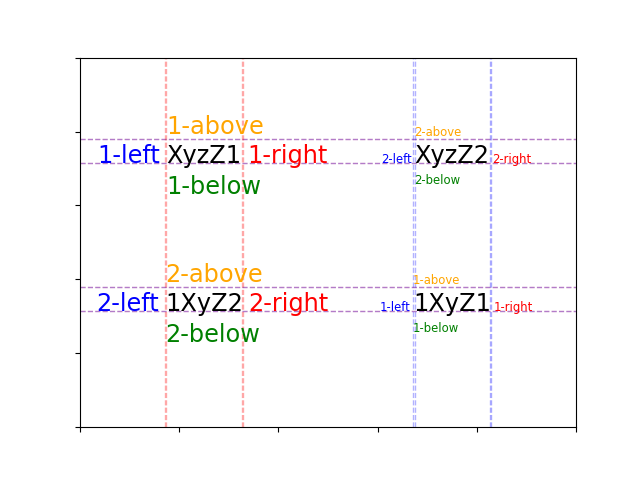 1-above 2-above
1-left XyzZ1 1-right 2-left XyzZ2 2-right
1-below 2-below
2-above 1-above
2-left 1XyZ2 2-right 1-left 1XyZ1 1-right
2-below 1-below